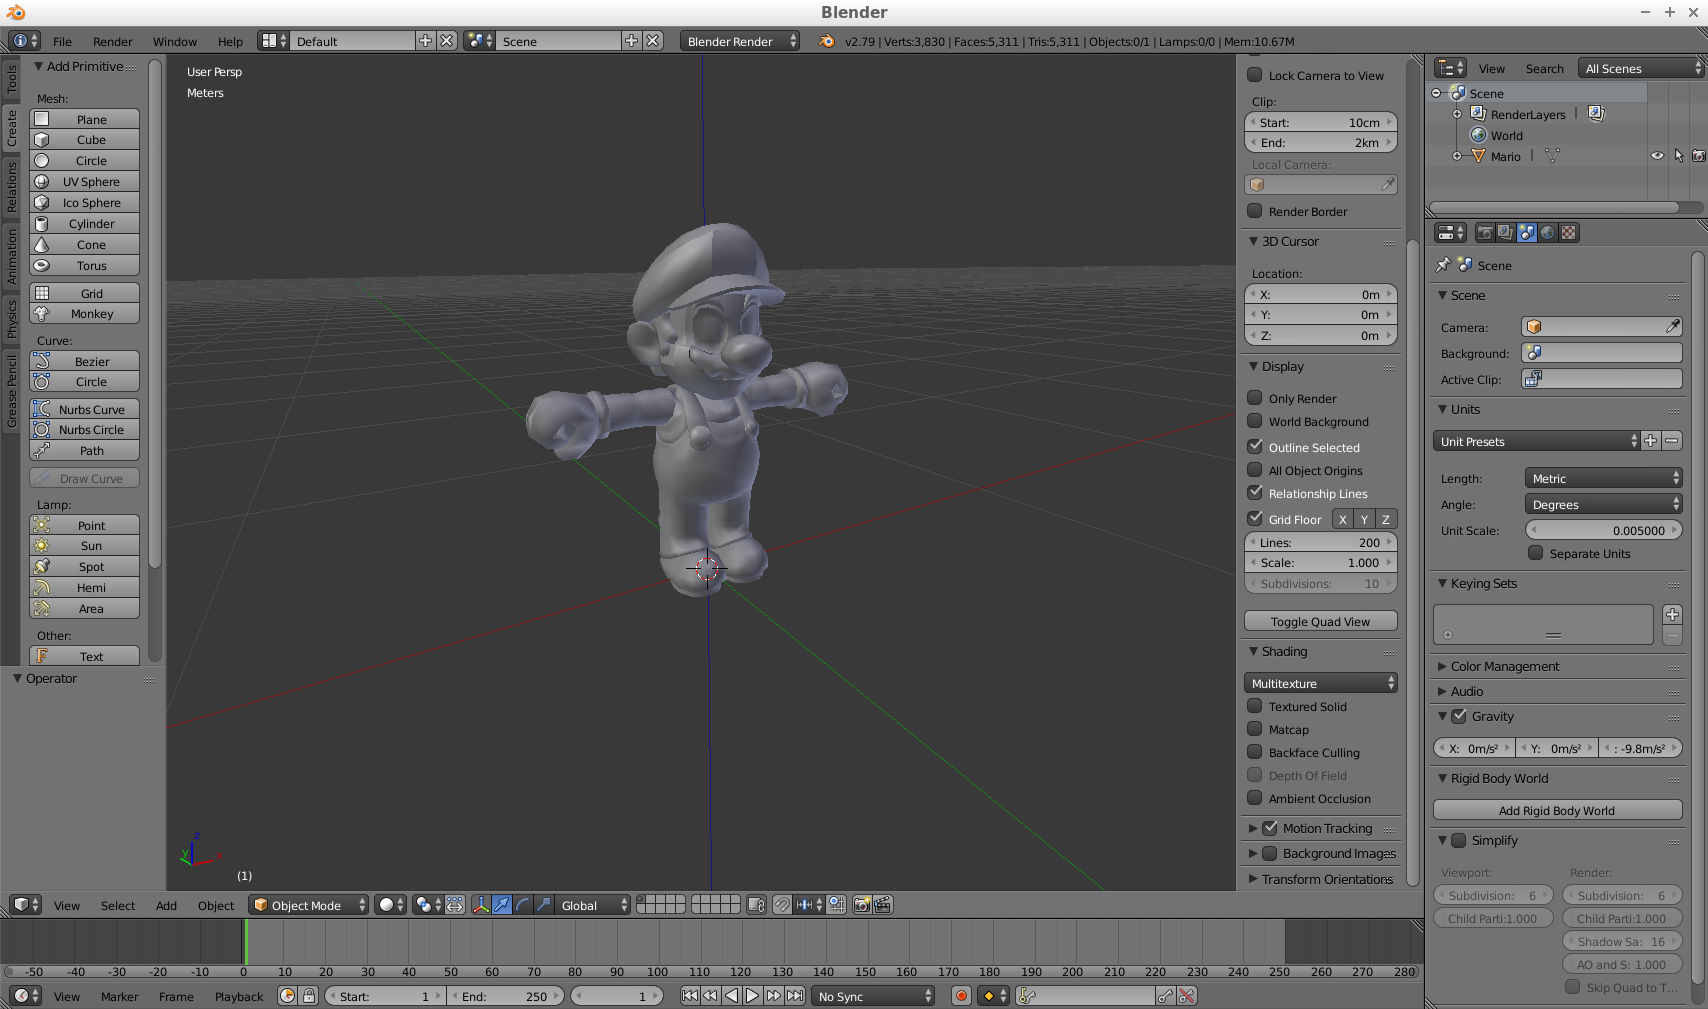 Blender
File Render Window Help Default Scene Blender Render v2.79 | Verts:3,830 | Faces:5,311 | Tris:5,311 | Objects:0/1 | Lamps:0/0 | Mem:10.67M
Tools
Create
Relations
Animation
Physics
Grease Pencil
Add Primitive
Mesh:
Plane
Cube
Circle
UV Sphere
Ico Sphere
Cylinder
Cone
Torus
Grid
Monkey
Curve:
Bezier
Circle
Nurbs Curve
Nurbs Circle
Path
Draw Curve
Lamp:
Point
Sun
Spot
Hemi
Area
Other:
Text
Operator
User Persp
Meters
z
y
x
(1)
Lock Camera to View
Clip:
Start: 10cm
End: 2km
Local Camera:
Render Border
3D Cursor
Location:
X: 0m
Y: 0m
Z: 0m
Display
Only Render
World Background
Outline Selected
All Object Origins
Relationship Lines
Grid Floor X Y Z
Lines: 200
Scale: 1.000
Subdivisions: 10
Toggle Quad View
Shading
Multitexture
Textured Solid
Matcap
Backface Culling
Depth Of Field
Ambient Occlusion
Motion Tracking
Background Images
Transform Orientations
View Search All Scenes
Scene
RenderLayers |
World
Mario |
Scene
Scene
Camera:
Background:
Active Clip:
Units
Unit Presets
Length: Metric
Angle: Degrees
Unit Scale: 0.005000
Separate Units
Keying Sets
Color Management
Audio
Gravity
X: 0m/s² Y: 0m/s² : -9.8m/s²
Rigid Body World
Add Rigid Body World
Simplify
Viewport: Render:
Subdivision: 6 Subdivision: 6
Child Parti:1.000 Child Parti:1.000
Shadow Sa: 16
AO and S: 1.000
Skip Quad to T...
View Select Add Object Object Mode Global
-50 -40 -30 -20 -10 0 10 20 30 40 50 60 70 80 90 100 110 120 130 140 150 160 170 180 190 200 210 220 230 240 250 260 270 280
View Marker Frame Playback Start: 1 End: 250 1 No Sync